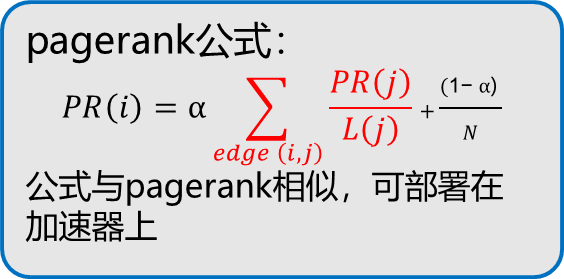 pagerank公式：
PR(i) = α ∑_{edge (i,j)} PR(j)/L(j) + (1− α)/N
公式与pagerank相似，可部署在
加速器上